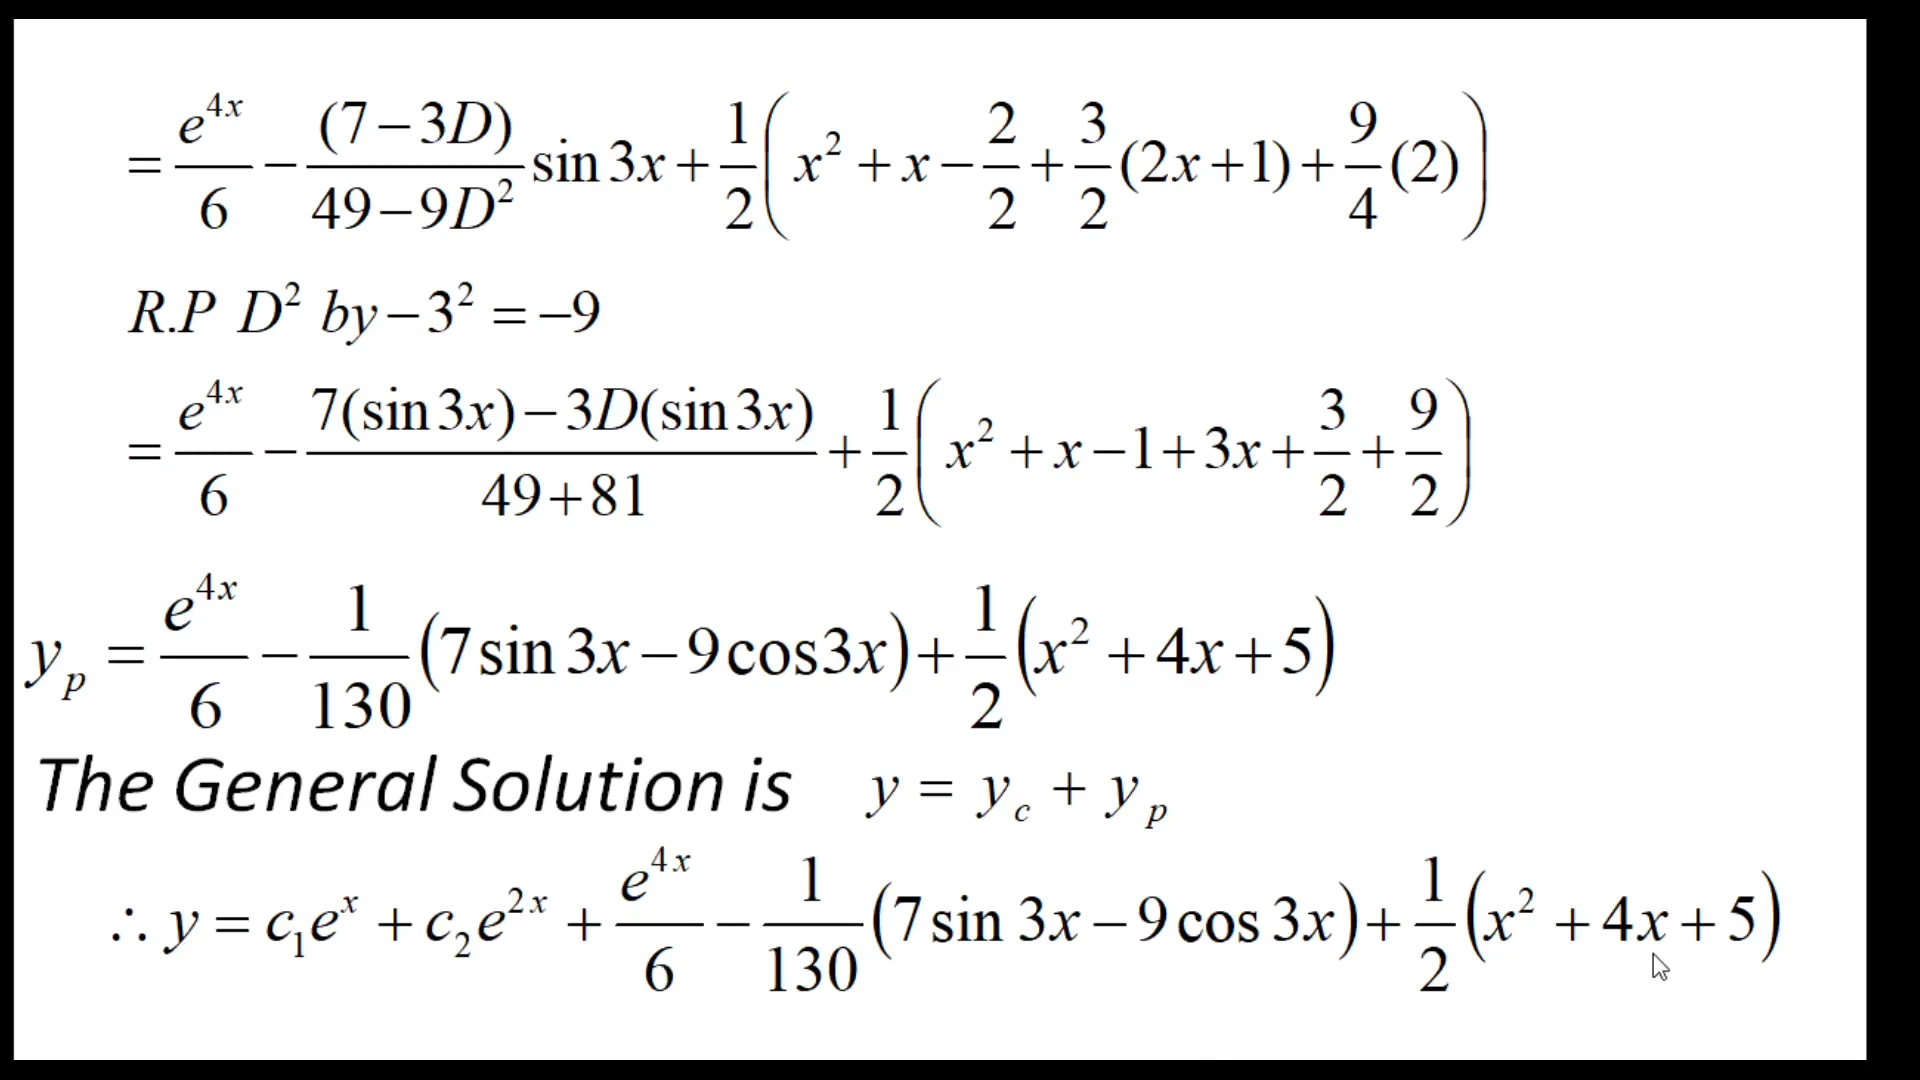 = e^{4x}/6 − (7−3D)/(49−9D²) sin 3x + 1/2 ( x² + x − 2/2 + 3/2 (2x+1) + 9/4 (2) )
R.P D² by −3² = −9
= e^{4x}/6 − (7(sin 3x) − 3D(sin 3x))/(49+81) + 1/2 ( x² + x − 1 + 3x + 3/2 + 9/2 )
y_p = e^{4x}/6 − 1/130 (7 sin 3x − 9 cos3x) + 1/2 (x² + 4x + 5)
The General Solution is y = y_c + y_p
∴ y = c₁e^x + c₂e^{2x} + e^{4x}/6 − 1/130 (7 sin 3x − 9 cos 3x) + 1/2 (x² + 4x + 5)